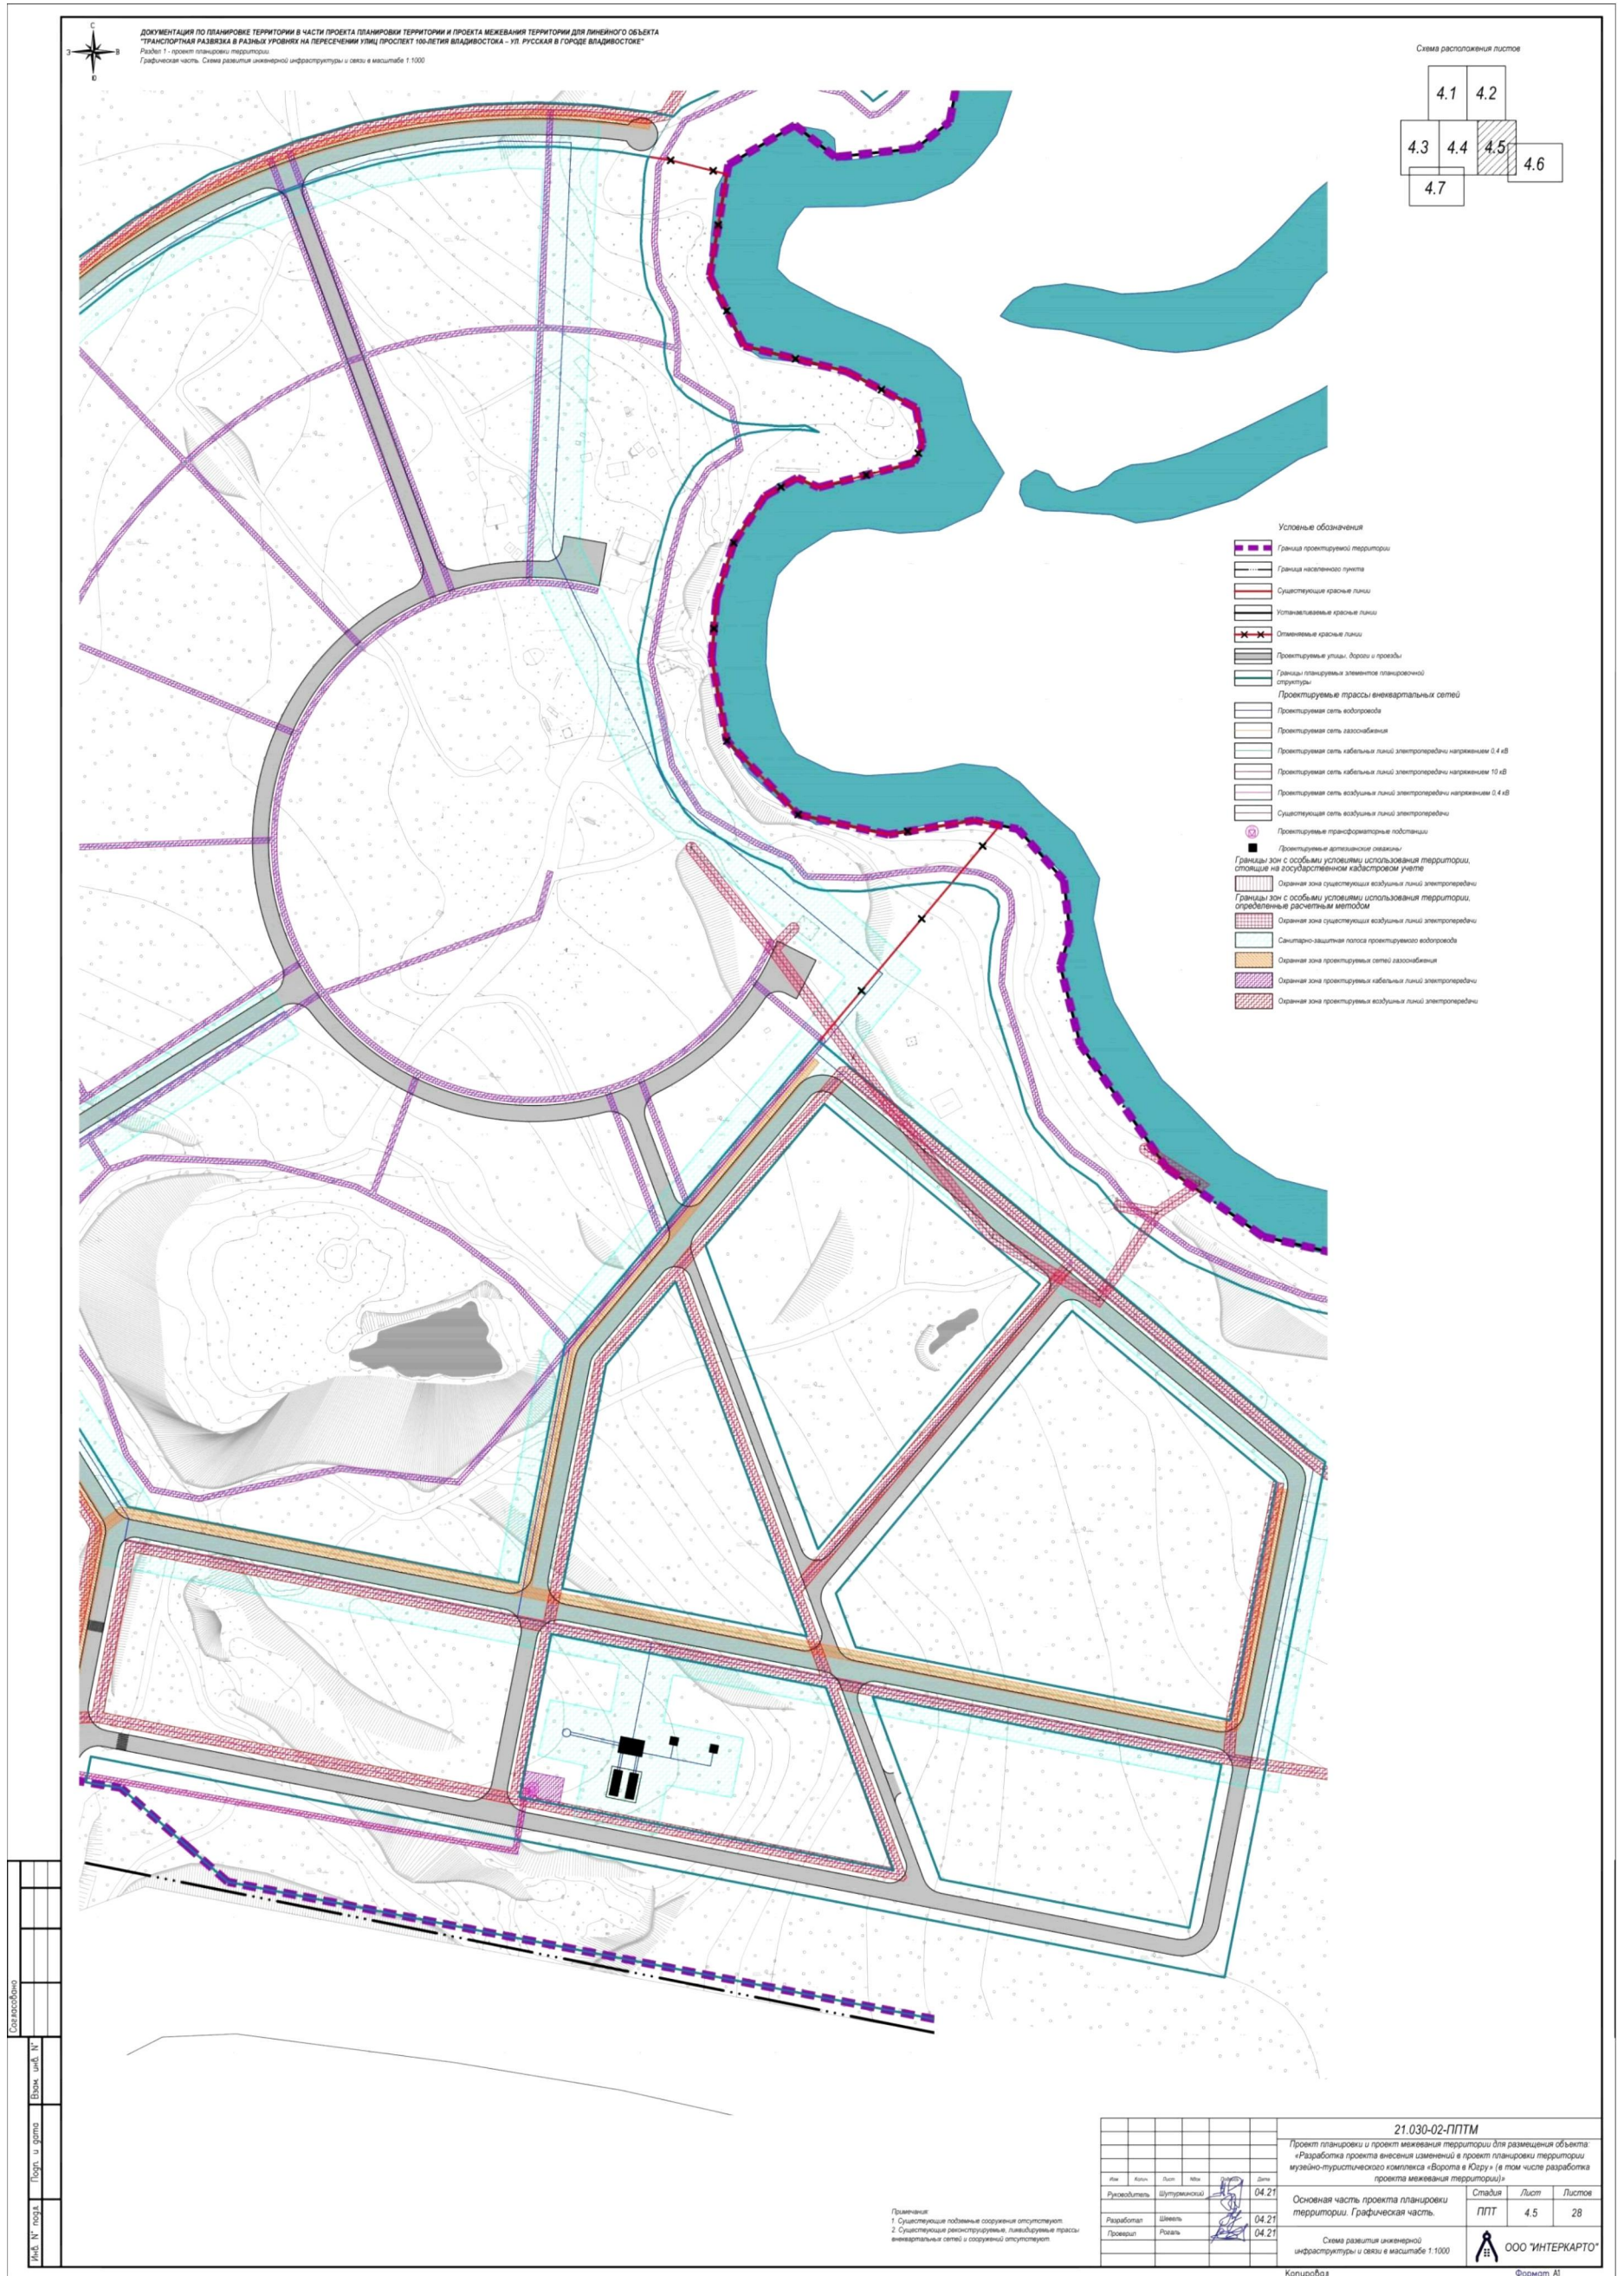 С
З
В
Ю
ДОКУМЕНТАЦИЯ ПО ПЛАНИРОВКЕ ТЕРРИТОРИИ В ЧАСТИ ПРОЕКТА ПЛАНИРОВКИ ТЕРРИТОРИИ И ПРОЕКТА МЕЖЕВАНИЯ ТЕРРИТОРИИ ДЛЯ ЛИНЕЙНОГО ОБЪЕКТА
"ТРАНСПОРТНАЯ РАЗВЯЗКА В РАЗНЫХ УРОВНЯХ НА ПЕРЕСЕЧЕНИИ УЛИЦ ПРОСПЕКТ 100-ЛЕТИЯ ВЛАДИВОСТОКА – УЛ. РУССКАЯ В ГОРОДЕ ВЛАДИВОСТОКЕ"
Раздел 1 - проект планировки территории.
Графическая часть. Схема развития инженерной инфраструктуры и связи в масштабе 1:1000
Схема расположения листов
4.1
4.2
4.3
4.4
4.5
4.6
4.7
Условные обозначения
Граница проектируемой территории
Граница населенного пункта
Существующие красные линии
Устанавливаемые красные линии
Отменяемые красные линии
Проектируемые улицы, дороги и проезды
Границы планируемых элементов планировочной
структуры
Проектируемые трассы внеквартальных сетей
Проектируемая сеть водопровода
Проектируемая сеть газоснабжения
Проектируемая сеть кабельных линий электропередачи напряжением 0,4 кВ
Проектируемая сеть кабельных линий электропередачи напряжением 10 кВ
Проектируемая сеть воздушных линий электропередачи напряжением 0,4 кВ
Существующая сеть воздушных линий электропередачи
Проектируемые трансформаторные подстанции
Проектируемые артезианские скважины
Границы зон с особыми условиями использования территории,
стоящие на государственном кадастровом учете
Охранная зона существующих воздушных линий электропередачи
Границы зон с особыми условиями использования территории,
определенные расчетным методом
Охранная зона существующих воздушных линий электропередачи
Санитарно-защитная полоса проектируемого водопровода
Охранная зона проектируемых сетей газоснабжения
Охранная зона проектируемых кабельных линий электропередачи
Охранная зона проектируемых воздушных линий электропередачи
Согласовано
Взам. инв. N°
Подп. и дата
Инв. N° подл.
Примечания:
1. Существующие подземные сооружения отсутствуют.
2. Существующие реконструируемые, ликвидируемые трассы
внеквартальных сетей и сооружений отсутствуют.
21.030-02-ППТМ
Проект планировки и проект межевания территории для размещения объекта:
«Разработка проекта внесения изменений в проект планировки территории
музейно-туристического комплекса «Ворота в Югру» (в том числе разработка
проекта межевания территории)»
Изм
Колич.
Лист
№док
Подпись
Дата
Руководитель
Шутурминский
04.21
Разработал
Шевель
04.21
Проверил
Рогаль
04.21
Основная часть проекта планировки
территории. Графическая часть.
Стадия
Лист
Листов
ППТ
4.5
28
Схема развития инженерной
инфраструктуры и связи в масштабе 1:1000
ООО "ИНТЕРКАРТО"
Копировал
Формат А1